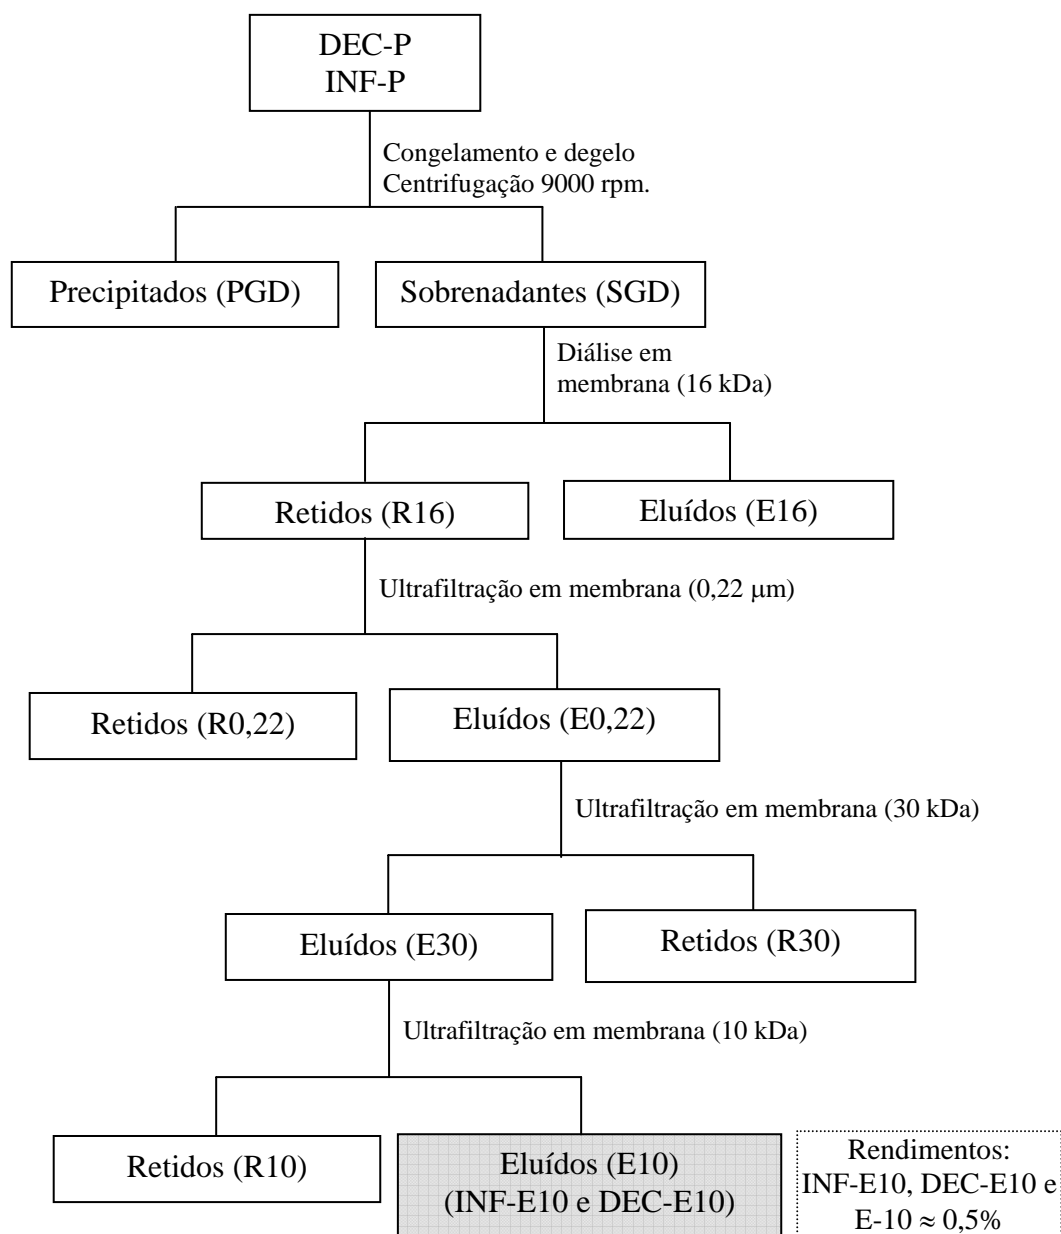 DEC-P
INF-P
Congelamento e degelo
Centrifugação 9000 rpm.
Precipitados (PGD)
Sobrenadantes (SGD)
Diálise em
membrana (16 kDa)
Retidos (R16)
Eluídos (E16)
Ultrafiltração em membrana (0,22 μm)
Retidos (R0,22)
Eluídos (E0,22)
Ultrafiltração em membrana (30 kDa)
Eluídos (E30)
Retidos (R30)
Ultrafiltração em membrana (10 kDa)
Retidos (R10)
Eluídos (E10)
(INF-E10 e DEC-E10)
Rendimentos:
INF-E10, DEC-E10 e
E-10 ≈ 0,5%